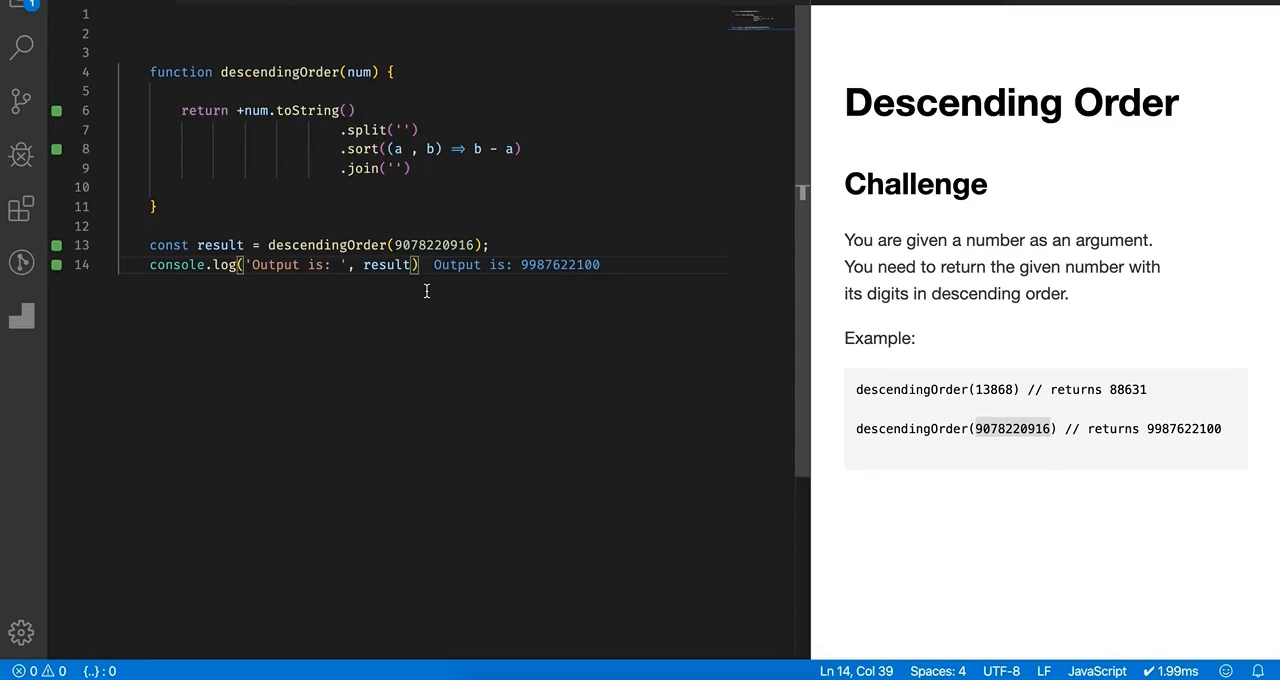 1
1
2
3
4 function descendingOrder(num) {
5
6 return +num.toString()
7 .split('')
8 .sort((a , b) => b - a)
9 .join('')
10
11 }
12
13 const result = descendingOrder(9078220916);
14 console.log('Output is: ', result) Output is: 9987622100
Descending Order
Challenge
You are given a number as an argument.
You need to return the given number with
its digits in descending order.
Example:
descendingOrder(13868) // returns 88631
descendingOrder(9078220916) // returns 9987622100
0 0 {..}: 0 Ln 14, Col 39 Spaces: 4 UTF-8 LF JavaScript ✔ 1.99ms